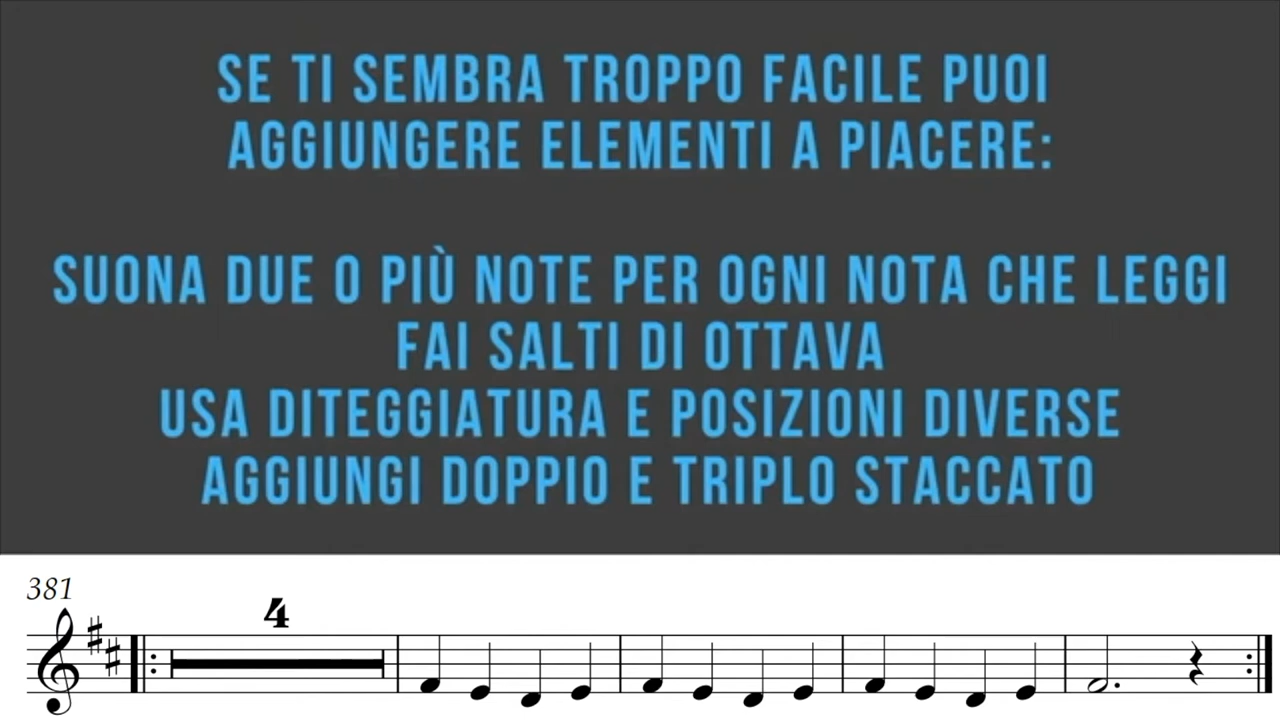 SE TI SEMBRA TROPPO FACILE PUOI
AGGIUNGERE ELEMENTI A PIACERE:
SUONA DUE O PIÙ NOTE PER OGNI NOTA CHE LEGGI
FAI SALTI DI OTTAVA
USA DITEGGIATURA E POSIZIONI DIVERSE
AGGIUNGI DOPPIO E TRIPLO STACCATO
381
4